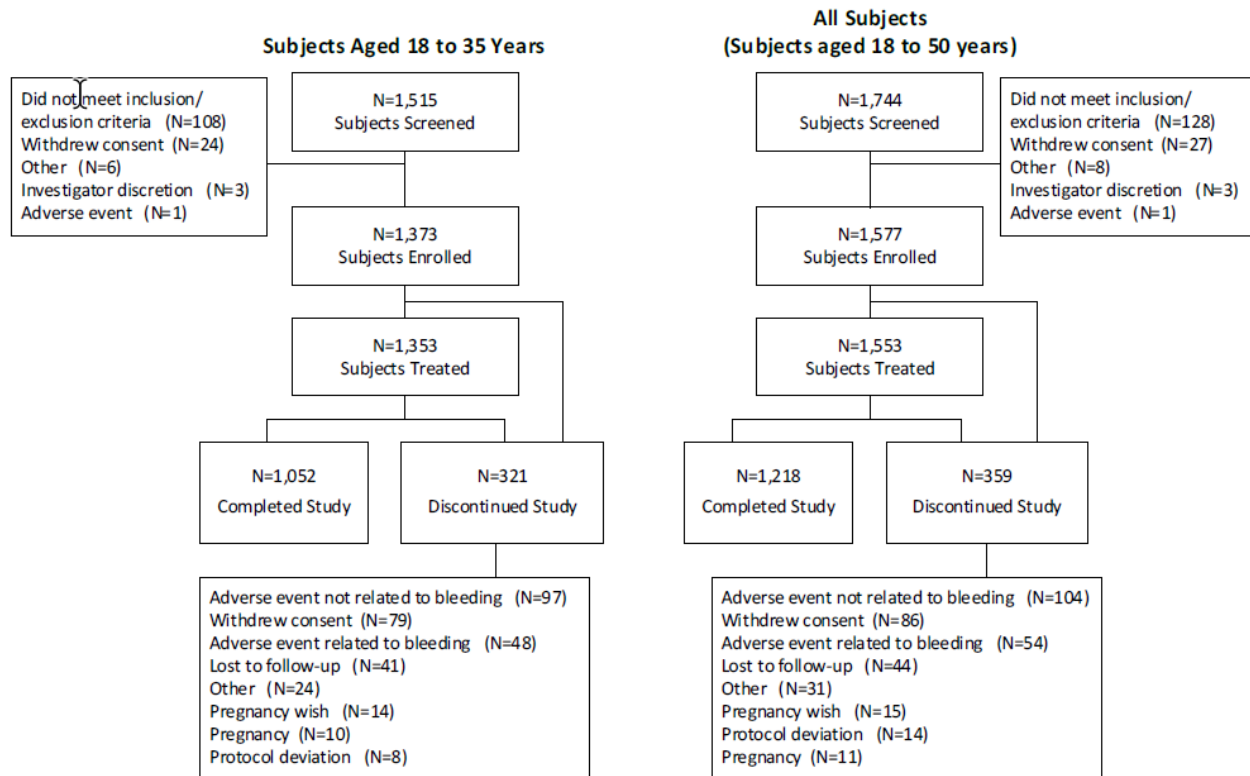 Subjects Aged 18 to 35 Years
Did not meet inclusion/
exclusion criteria (N=108)
Withdrew consent (N=24)
Other (N=6)
Investigator discretion (N=3)
Adverse event (N=1)
N=1,515
Subjects Screened
N=1,373
Subjects Enrolled
N=1,353
Subjects Treated
N=1,052
Completed Study
N=321
Discontinued Study
Adverse event not related to bleeding (N=97)
Withdrew consent (N=79)
Adverse event related to bleeding (N=48)
Lost to follow-up (N=41)
Other (N=24)
Pregnancy wish (N=14)
Pregnancy (N=10)
Protocol deviation (N=8)
All Subjects
(Subjects aged 18 to 50 years)
N=1,744
Subjects Screened
Did not meet inclusion/
exclusion criteria (N=128)
Withdrew consent (N=27)
Other (N=8)
Investigator discretion (N=3)
Adverse event (N=1)
N=1,577
Subjects Enrolled
N=1,553
Subjects Treated
N=1,218
Completed Study
N=359
Discontinued Study
Adverse event not related to bleeding (N=104)
Withdrew consent (N=86)
Adverse event related to bleeding (N=54)
Lost to follow-up (N=44)
Other (N=31)
Pregnancy wish (N=15)
Protocol deviation (N=14)
Pregnancy (N=11)